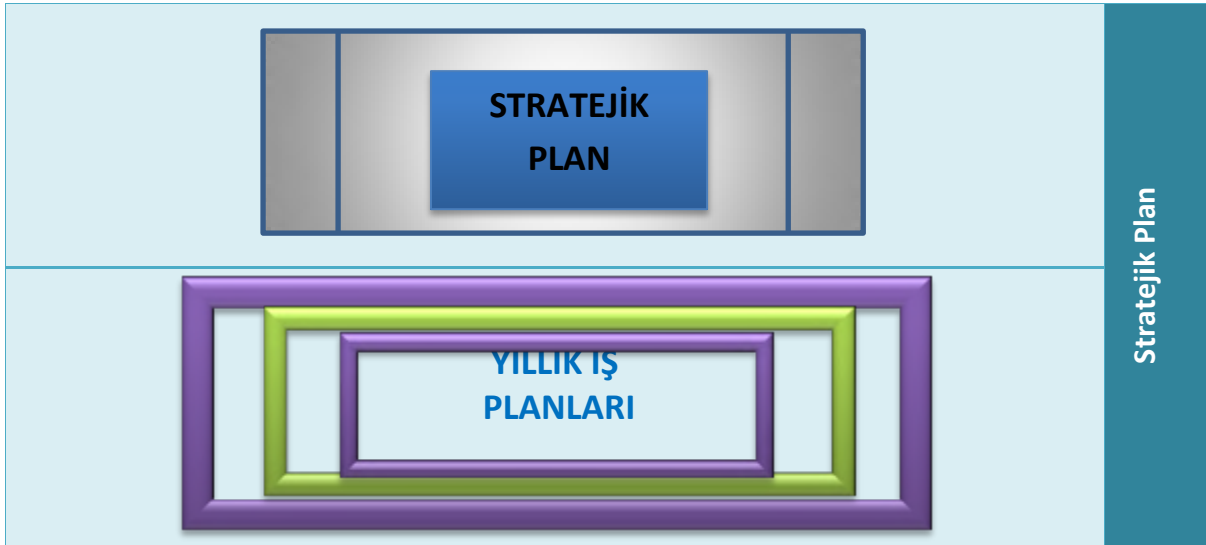 STRATEJİK
PLAN
YILLIK İŞ
PLANLARI
Stratejik Plan